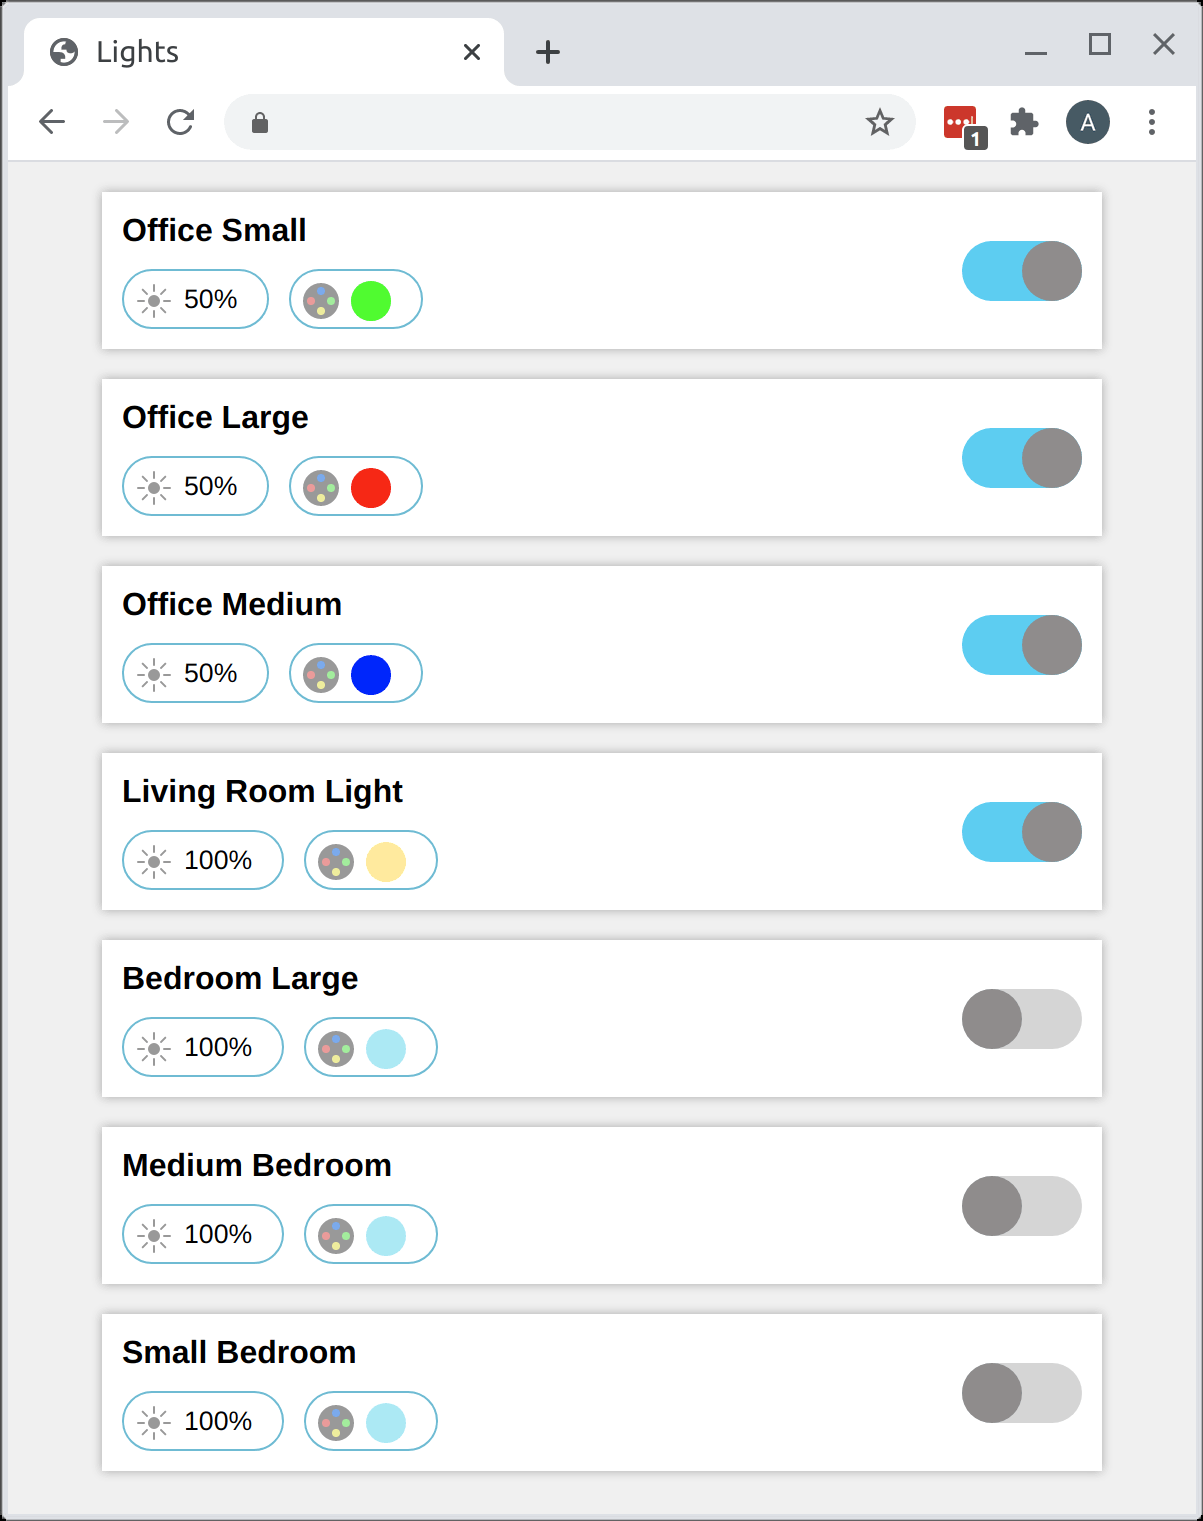 Lights
1
A
Office Small
50%
Office Large
50%
Office Medium
50%
Living Room Light
100%
Bedroom Large
100%
Medium Bedroom
100%
Small Bedroom
100%